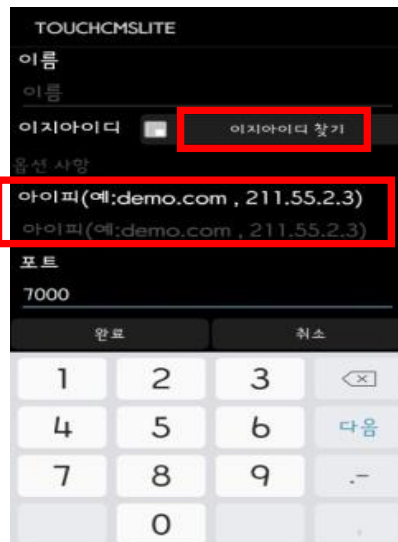 TOUCHCMSLITE
이름
이름
이지아이디 이지아이디 찾기
옵션 사항
아이피(예:demo.com , 211.55.2.3)
아이피(예:demo.com , 211.55.2.3)
포트
7000
완료 취소
1 2 3
4 5 6 다음
7 8 9 .-
0 ,